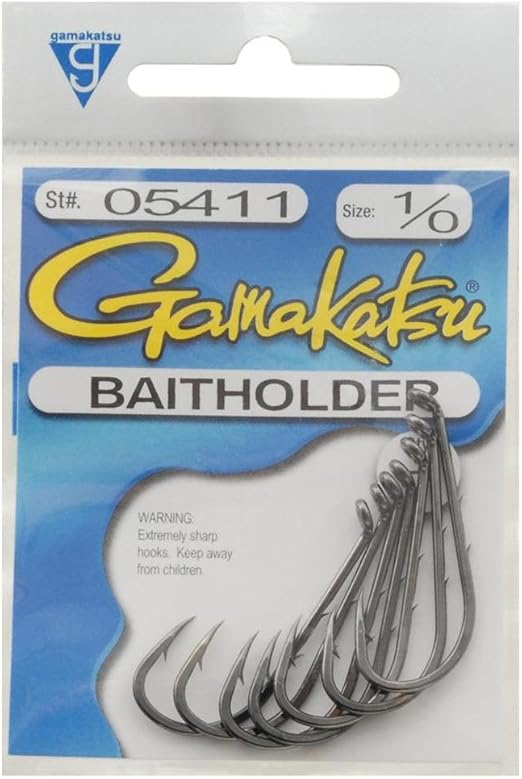 gamakatsu
G
St#. 05411
Size: 1/0
Gamakatsu®
BAITHOLDER
WARNING:
Extremely sharp
hooks. Keep away
from children.